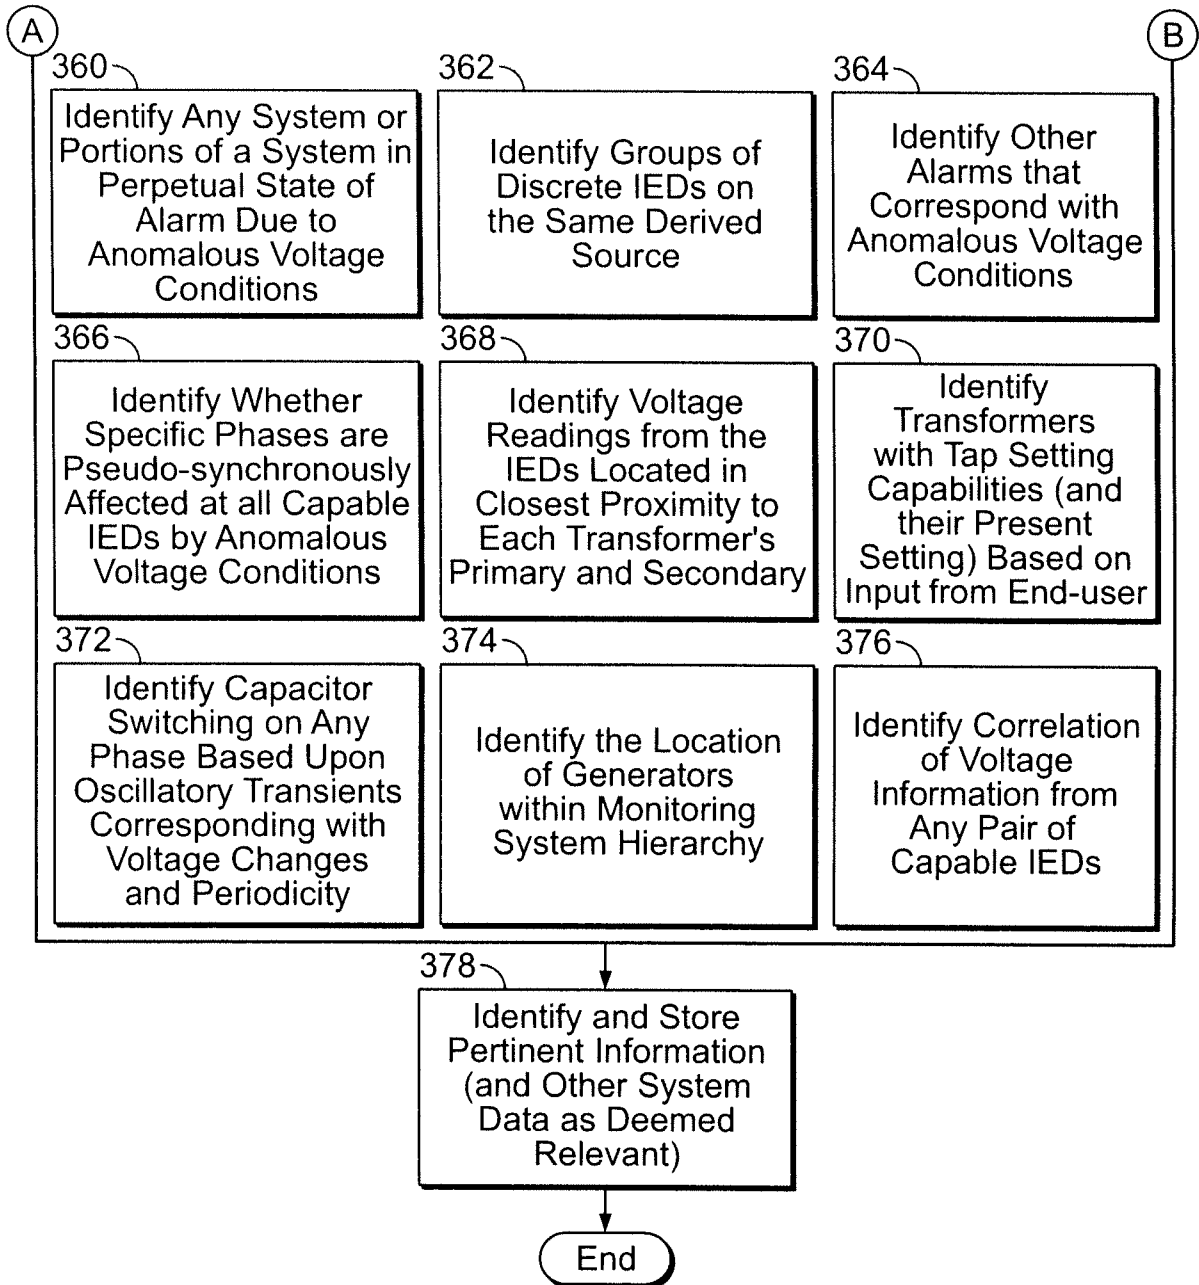 A
B
360
Identify Any System or
Portions of a System in
Perpetual State of
Alarm Due to
Anomalous Voltage
Conditions
362
Identify Groups of
Discrete IEDs on
the Same Derived
Source
364
Identify Other
Alarms that
Correspond with
Anomalous Voltage
Conditions
366
Identify Whether
Specific Phases are
Pseudo-synchronously
Affected at all Capable
IEDs by Anomalous
Voltage Conditions
368
Identify Voltage
Readings from the
IEDs Located in
Closest Proximity to
Each Transformer's
Primary and Secondary
370
Identify
Transformers
with Tap Setting
Capabilities (and
their Present
Setting) Based on
Input from End-user
372
Identify Capacitor
Switching on Any
Phase Based Upon
Oscillatory Transients
Corresponding with
Voltage Changes
and Periodicity
374
Identify the Location
of Generators
within Monitoring
System Hierarchy
376
Identify Correlation
of Voltage
Information from
Any Pair of
Capable IEDs
378
Identify and Store
Pertinent Information
(and Other System
Data as Deemed
Relevant)
End